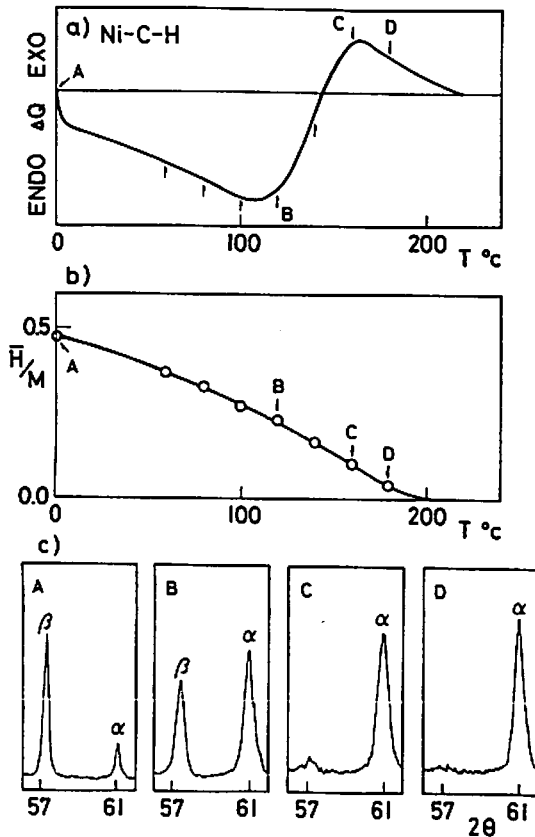 a) Ni-C-H
EXO
ΔQ
ENDO
A
B
C
D
0
100
200
T °c
b)
H̅/M
0.5
0.0
A
B
C
D
0
100
200
T °c
c)
A
β
α
57
61
B
β
α
57
61
C
α
57
61
D
α
57
61
2θ